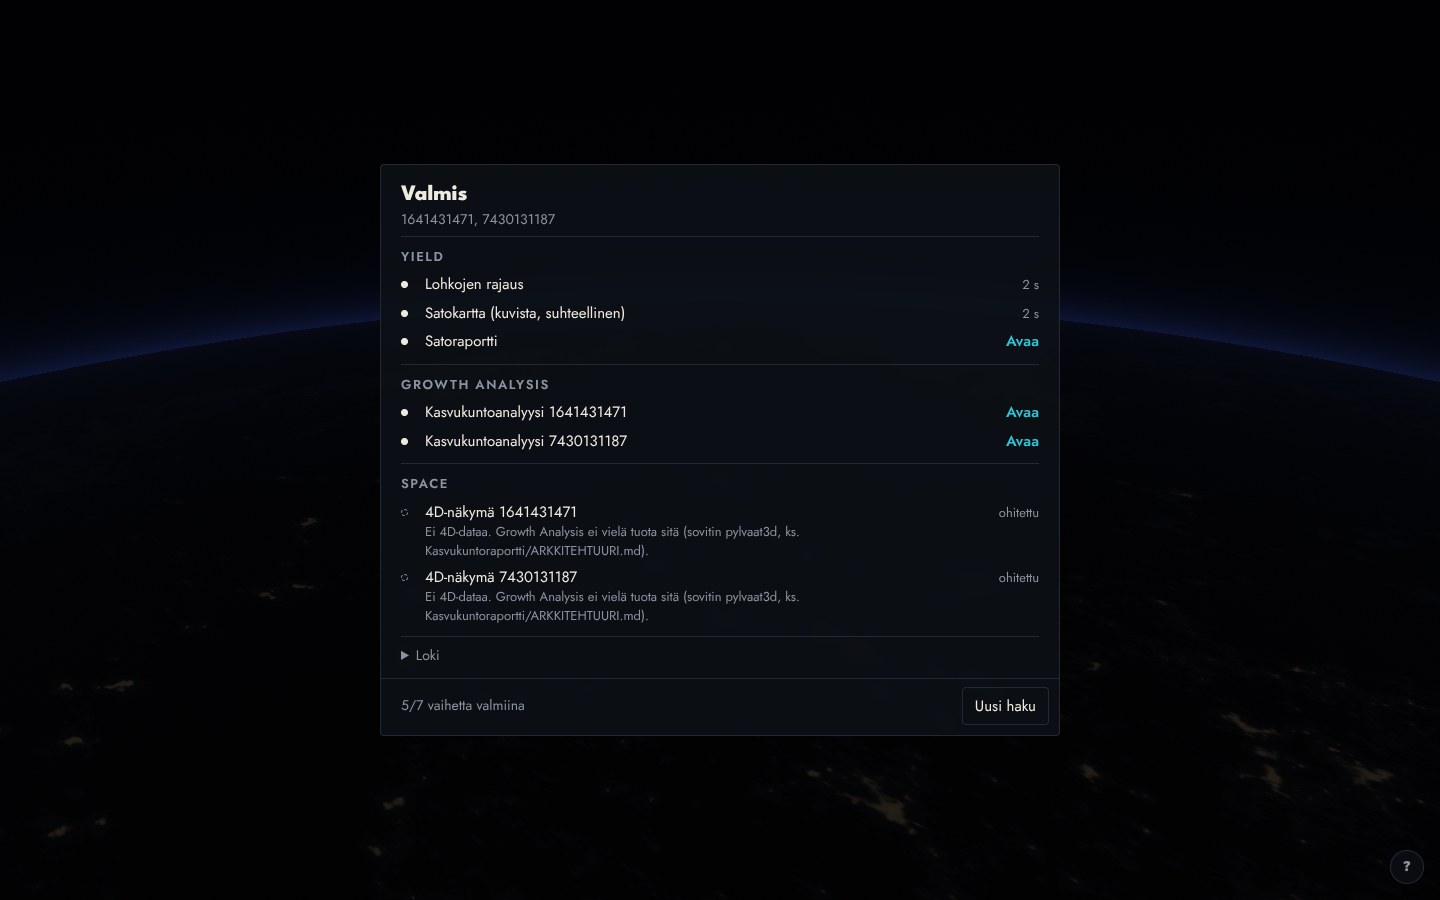 Valmis
1641431471, 7430131187
YIELD
Lohkojen rajaus 2 s
Satokartta (kuvista, suhteellinen) 2 s
Satoraportti Avaa
GROWTH ANALYSIS
Kasvukuntoanalyysi 1641431471 Avaa
Kasvukuntoanalyysi 7430131187 Avaa
SPACE
4D-näkymä 1641431471 ohitettu
Ei 4D-dataa. Growth Analysis ei vielä tuota sitä (sovitin pylvaat3d, ks.
Kasvukuntoraportti/ARKKITEHTUURI.md).
4D-näkymä 7430131187 ohitettu
Ei 4D-dataa. Growth Analysis ei vielä tuota sitä (sovitin pylvaat3d, ks.
Kasvukuntoraportti/ARKKITEHTUURI.md).
▶ Loki
5/7 vaihetta valmiina Uusi haku
?